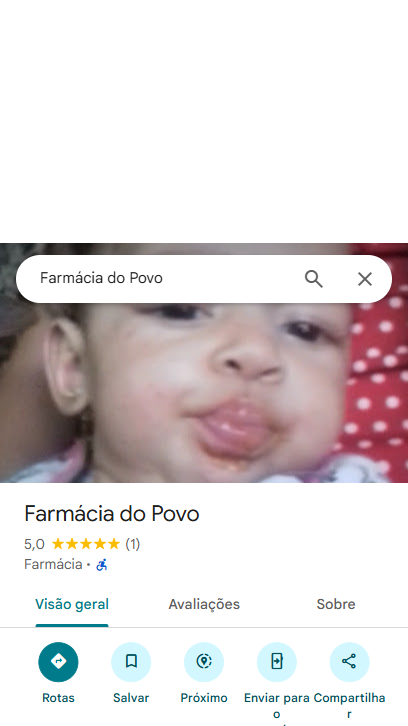 Farmácia do Povo
Farmácia do Povo
5,0 (1)
Farmácia ·
Visão geral Avaliações Sobre
Rotas Salvar Próximo Enviar para o Compartilhar